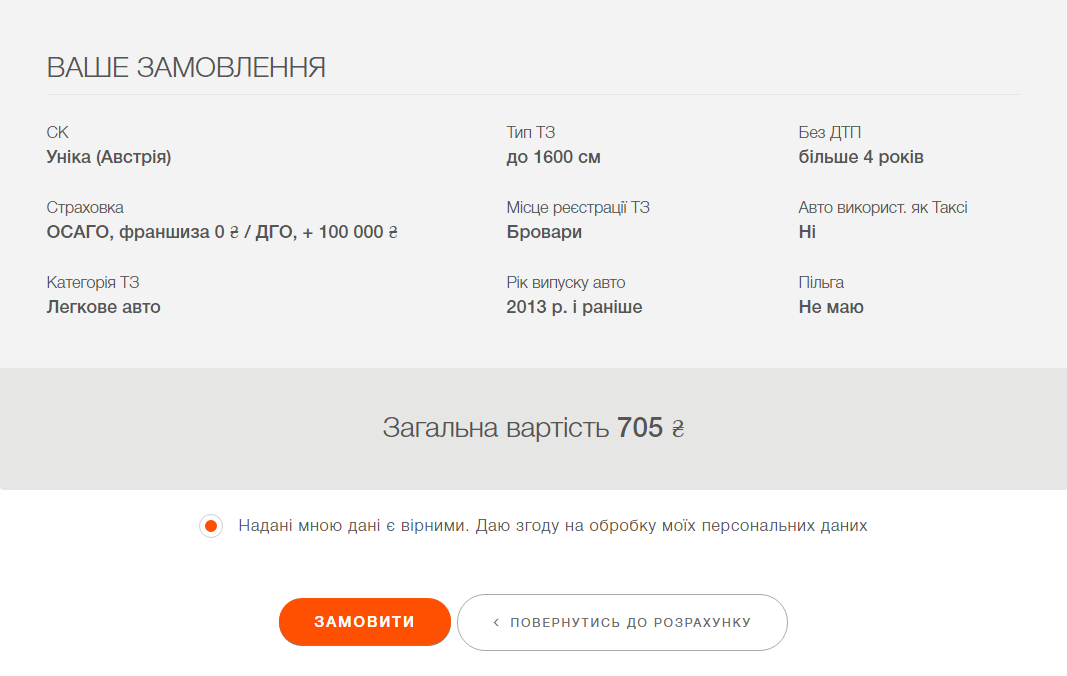 ВАШЕ ЗАМОВЛЕННЯ
СК
Уніка (Австрія)
Тип ТЗ
до 1600 см
Без ДТП
більше 4 років
Страховка
ОСАГО, франшиза 0 ₴ / ДГО, + 100 000 ₴
Місце реєстрації ТЗ
Бровари
Авто використ. як Таксі
Ні
Категорія ТЗ
Легкове авто
Рік випуску авто
2013 р. і раніше
Пільга
Не маю
Загальна вартість 705 ₴
Надані мною дані є вірними. Даю згоду на обробку моїх персональних даних
ЗАМОВИТИ
‹ ПОВЕРНУТИСЬ ДО РОЗРАХУНКУ